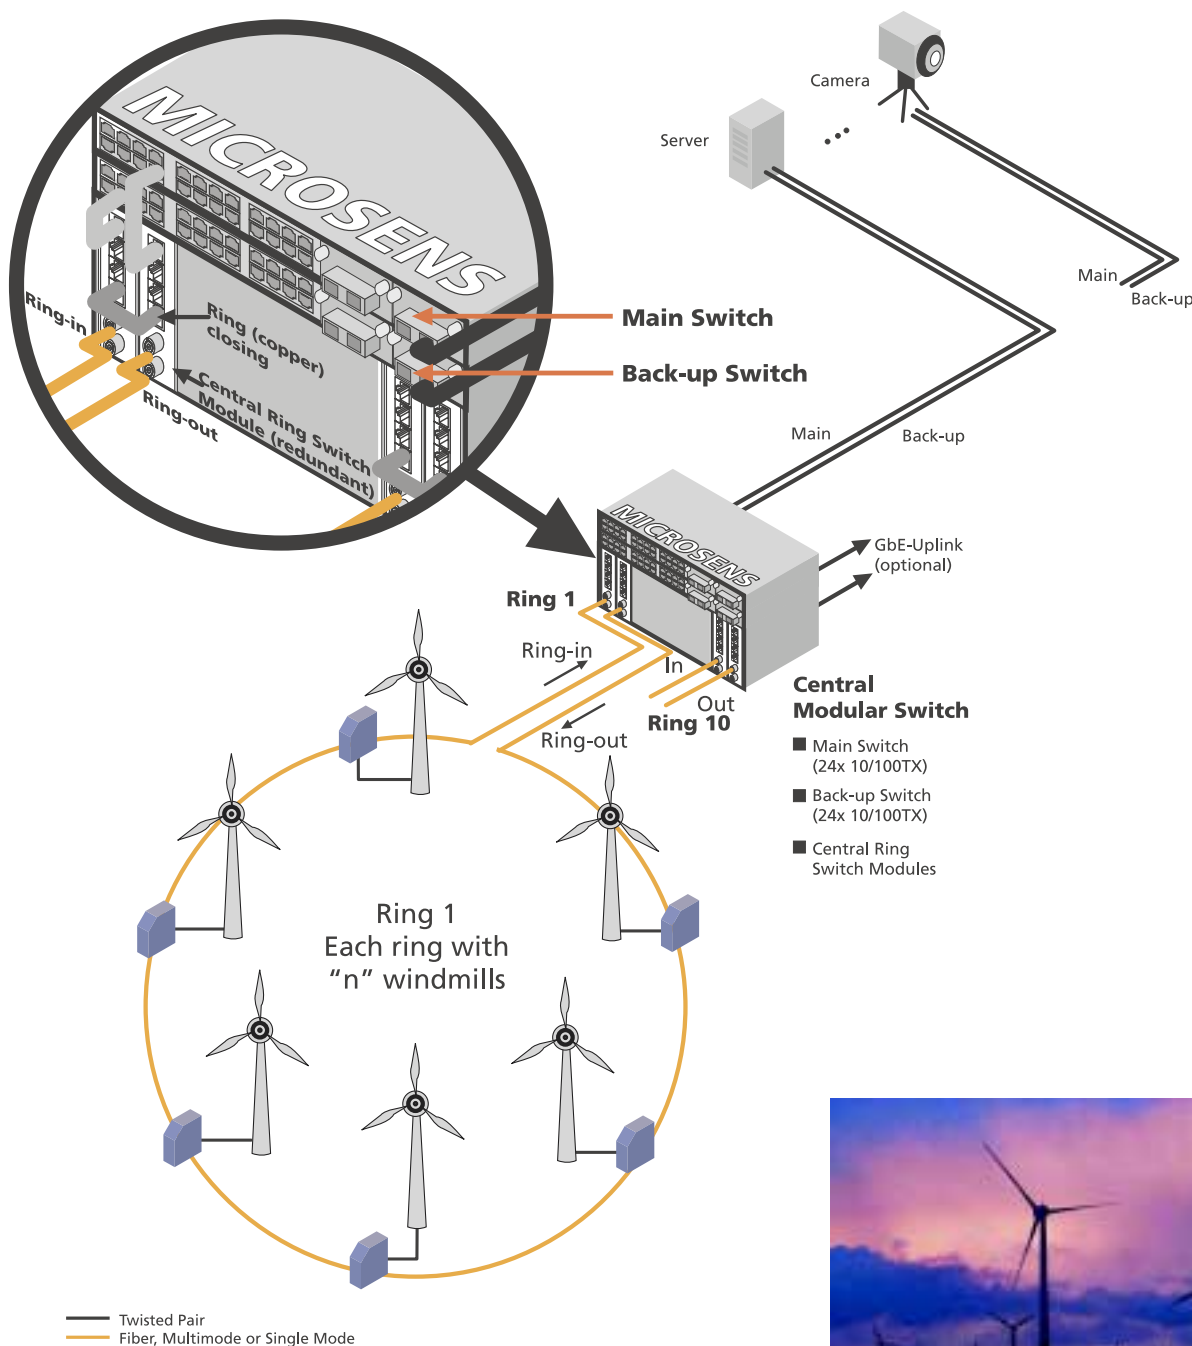 Camera
Server
MICROSENS
Main
Back-up
Ring-in
Ring (copper)
closing
Main Switch
Back-up Switch
Central Ring Switch
Module (redundant)
Ring-out
Main
Back-up
MICROSENS
GbE-Uplink
(optional)
Ring 1
Ring-in
In
Out
Ring 10
Ring-out
Central
Modular Switch
Main Switch
(24x 10/100TX)
Back-up Switch
(24x 10/100TX)
Central Ring
Switch Modules
Ring 1
Each ring with
“n” windmills
Twisted Pair
Fiber, Multimode or Single Mode